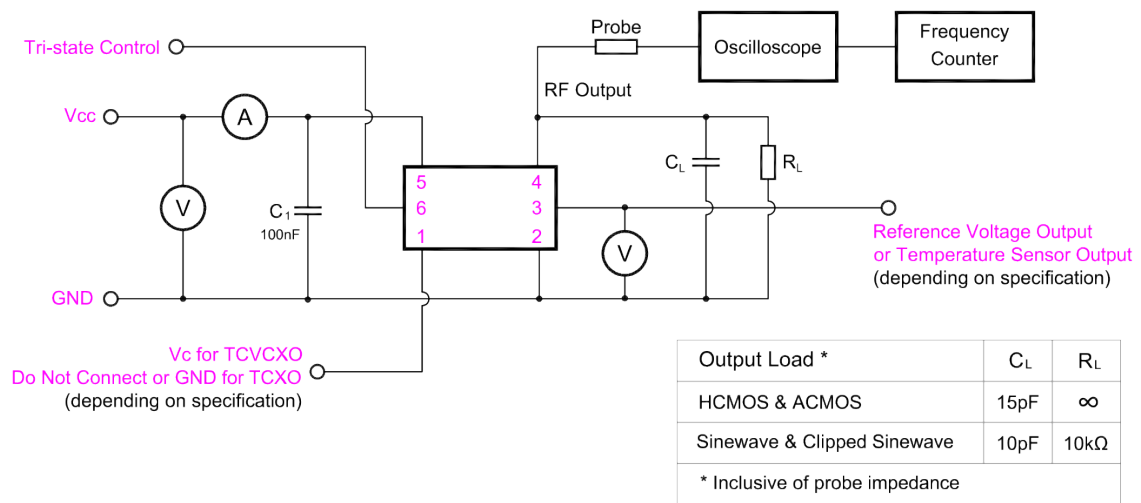 Tri-state Control
Probe
Oscilloscope
Frequency
Counter
RF Output
Vcc
A
V
C₁
100nF
5 4
6 3
1 2
CL
RL
V
Reference Voltage Output
or Temperature Sensor Output
(depending on specification)
GND
Vc for TCVCXO
Do Not Connect or GND for TCXO
(depending on specification)
Output Load * CL RL
HCMOS & ACMOS 15pF ∞
Sinewave & Clipped Sinewave 10pF 10kΩ
* Inclusive of probe impedance